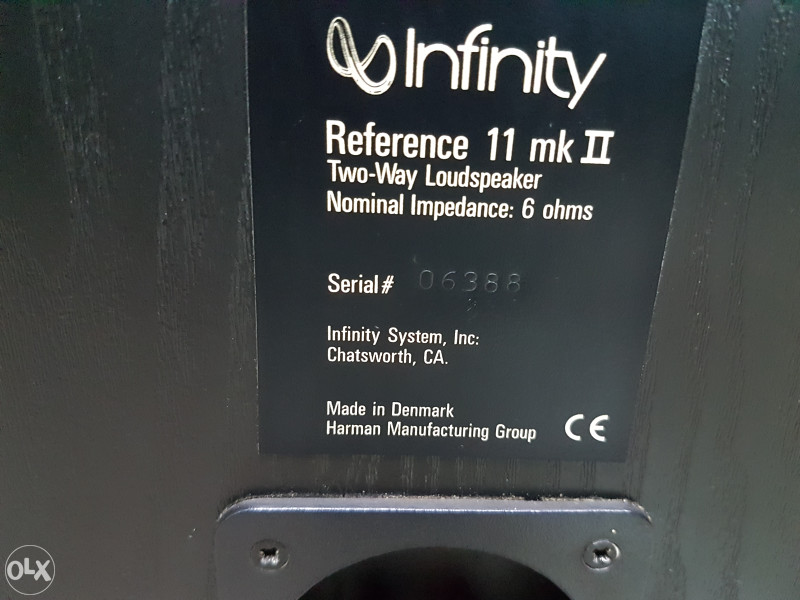 Infinity
Reference 11 mk II
Two-Way Loudspeaker
Nominal Impedance: 6 ohms
Serial# 06388
Infinity System, Inc:
Chatsworth, CA.
Made in Denmark
Harman Manufacturing Group CE
OLX